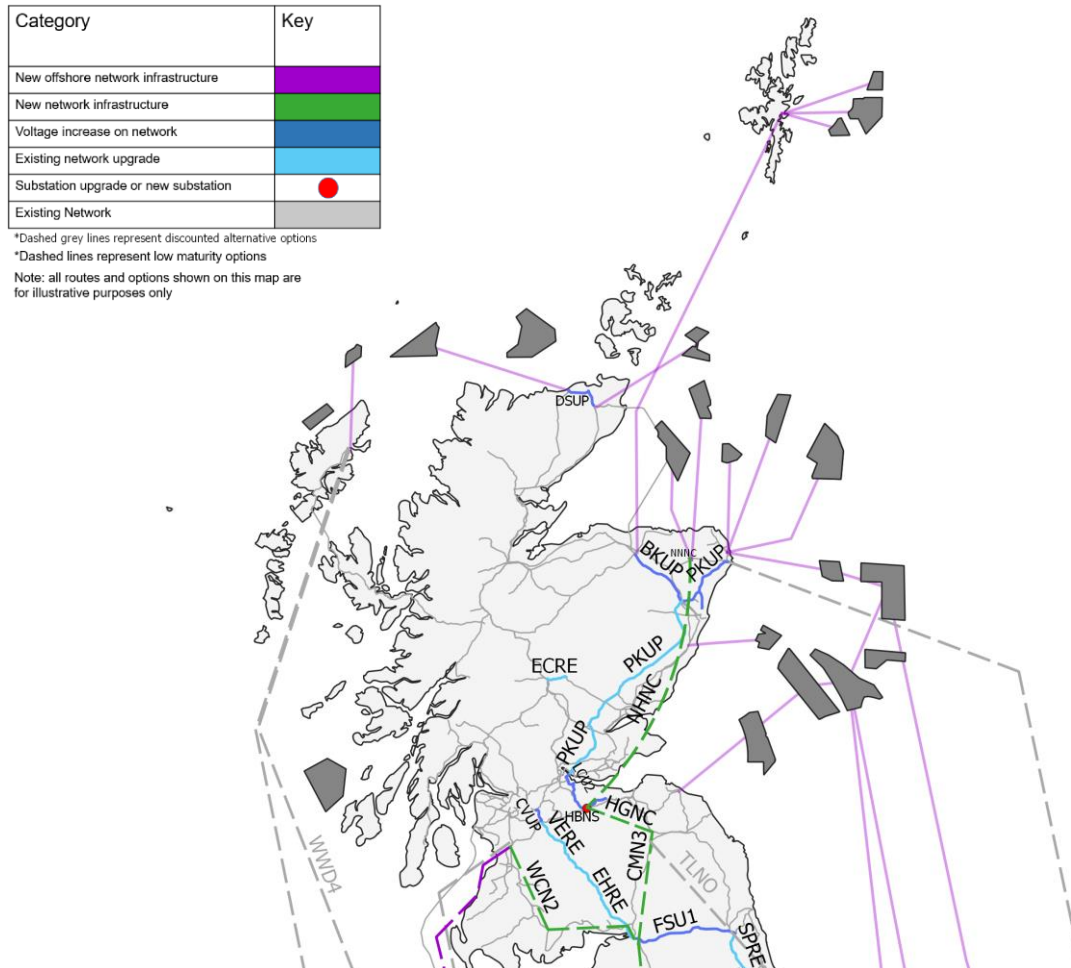 Category Key
New offshore network infrastructure
New network infrastructure
Voltage increase on network
Existing network upgrade
Substation upgrade or new substation
Existing Network
*Dashed grey lines represent discounted alternative options
*Dashed lines represent low maturity options
Note: all routes and options shown on this map are
for illustrative purposes only
DSUP
BKUP
NNNC
PKUP
PKUP
ECRE
NHNC
PKUP
HBNS
HGNC
CVUP
VERE
CMN3
WWD4
WCN2
EHRE
TLNO
FSU1
SPRE